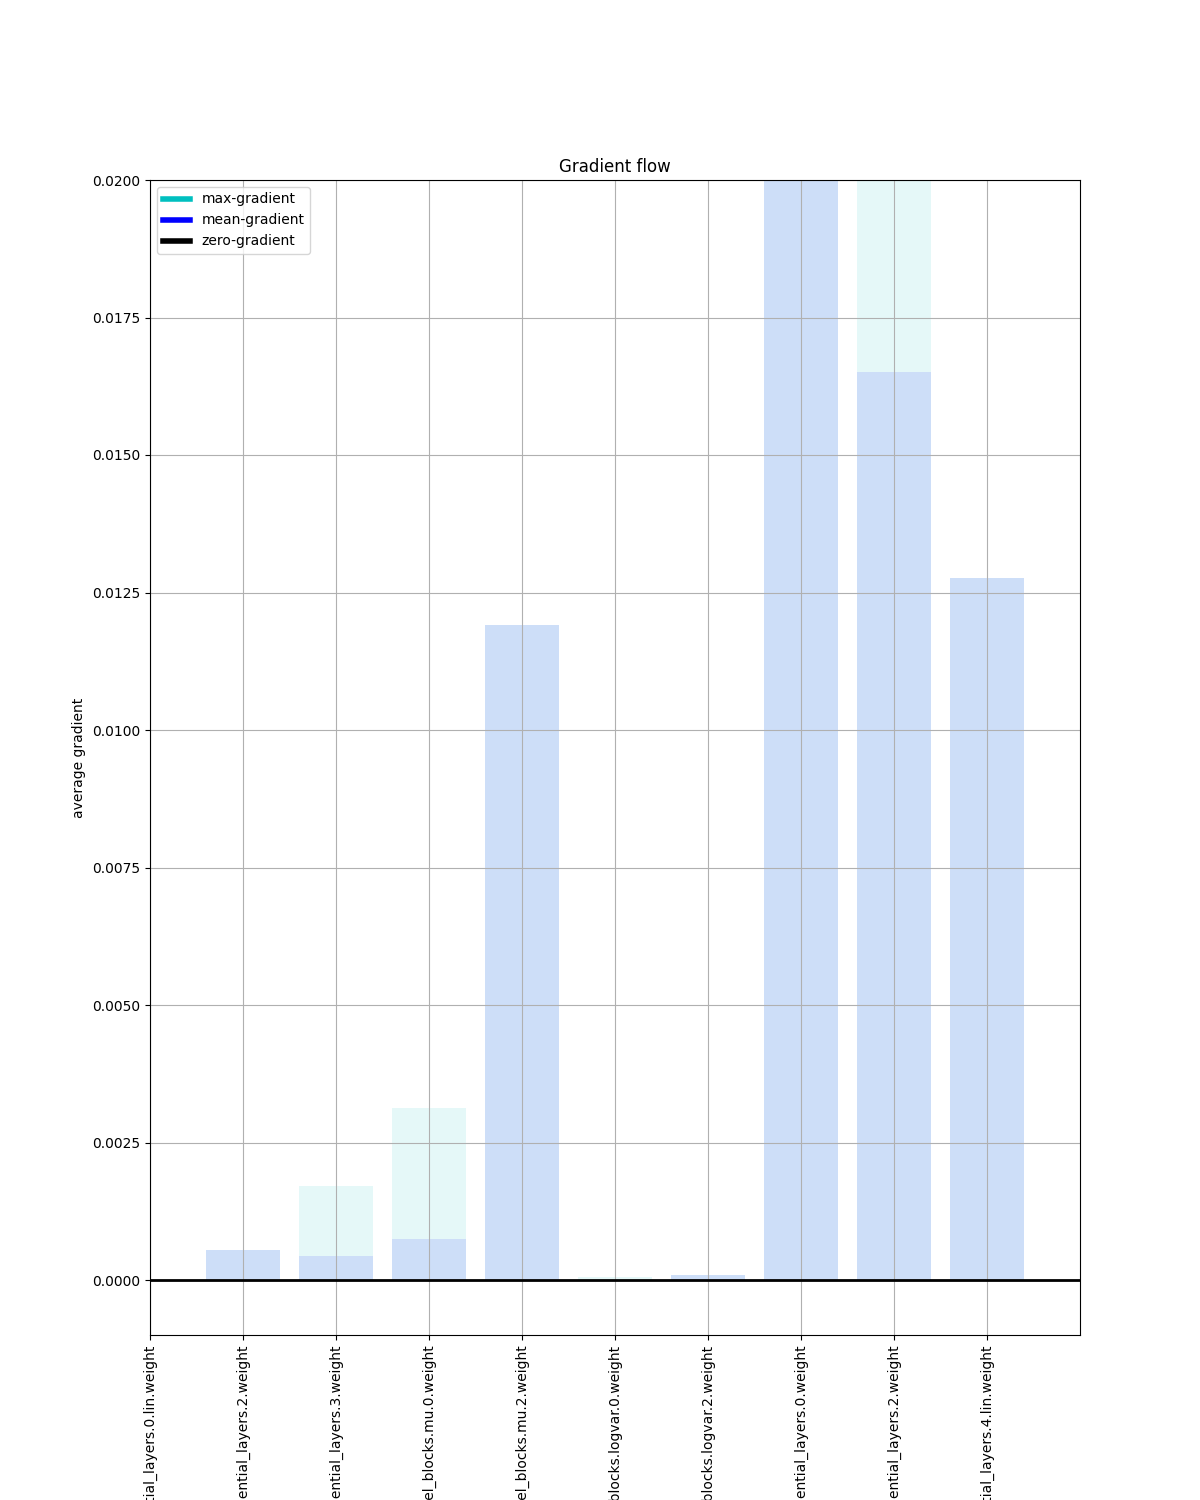 Gradient flow
max-gradient
mean-gradient
zero-gradient
0.0200
0.0175
0.0150
0.0125
0.0100
0.0075
0.0050
0.0025
0.0000
average gradient
tial_layers.0.lin.weight
ential_layers.2.weight
ential_layers.3.weight
el_blocks.mu.0.weight
el_blocks.mu.2.weight
blocks.logvar.0.weight
blocks.logvar.2.weight
ential_layers.0.weight
ential_layers.2.weight
tial_layers.4.lin.weight